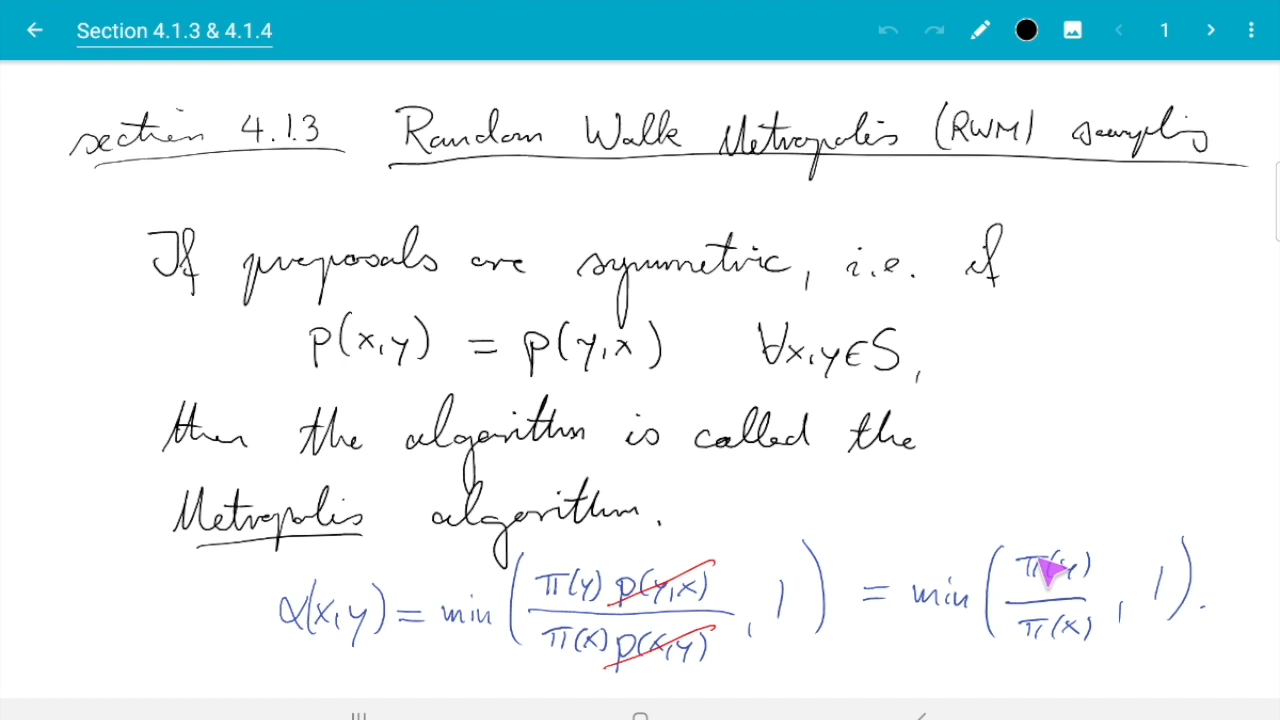 Section 4.1.3 & 4.1.4
1
section 4.1.3 Random Walk Metropolis (RWM) sampling
If proposals are symmetric, i.e. if
p(x,y) = p(y,x) ∀x,y∈S,
then the algorithm is called the
Metropolis algorithm.
α(x,y) = min(π(y) p(y,x) / π(x) p(x,y), 1) = min(π(y) / π(x), 1).